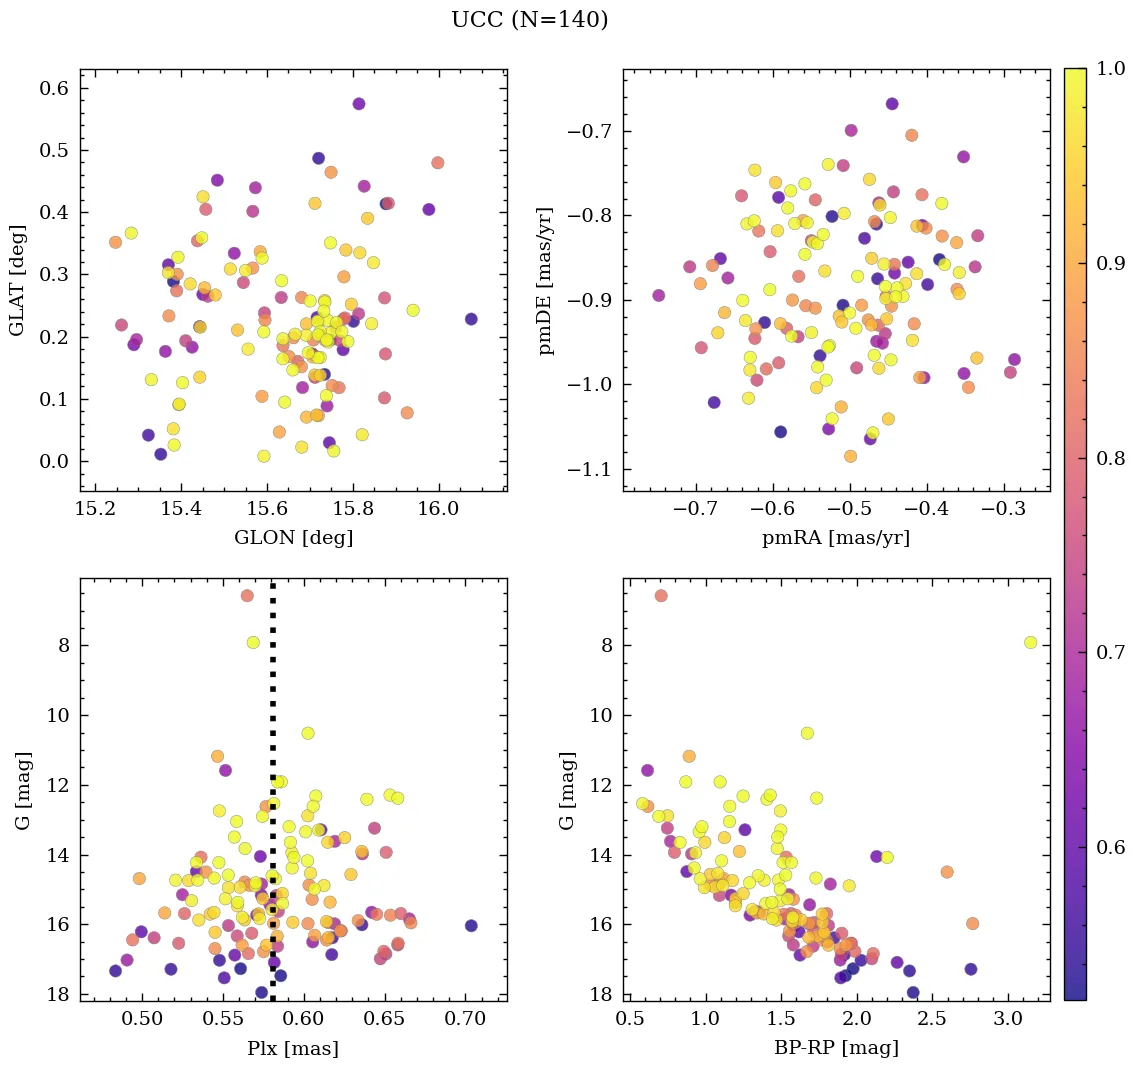 UCC (N=140)
0.6
0.5
0.4
0.3
0.2
0.1
0.0
GLAT [deg]
15.2 15.4 15.6 15.8 16.0
GLON [deg]
−0.7
−0.8
−0.9
−1.0
−1.1
pmDE [mas/yr]
−0.7 −0.6 −0.5 −0.4 −0.3
pmRA [mas/yr]
1.0
0.9
0.8
0.7
0.6
8
10
12
14
16
18
G [mag]
0.50 0.55 0.60 0.65 0.70
Plx [mas]
8
10
12
14
16
18
G [mag]
0.5 1.0 1.5 2.0 2.5 3.0
BP-RP [mag]